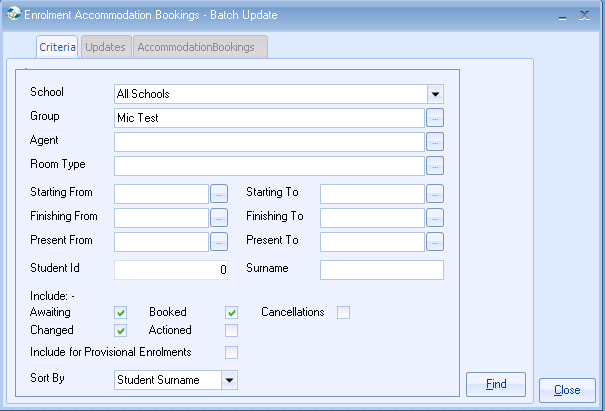 Enrolment Accommodation Bookings - Batch Update
Criteria Updates AccommodationBookings
School All Schools
Group Mic Test ...
Agent ...
Room Type ...
Starting From ... Starting To ...
Finishing From ... Finishing To ...
Present From ... Present To ...
Student Id 0 Surname
Include: -
Awaiting Booked Cancellations
Changed Actioned
Include for Provisional Enrolments
Sort By Student Surname
Find
Close